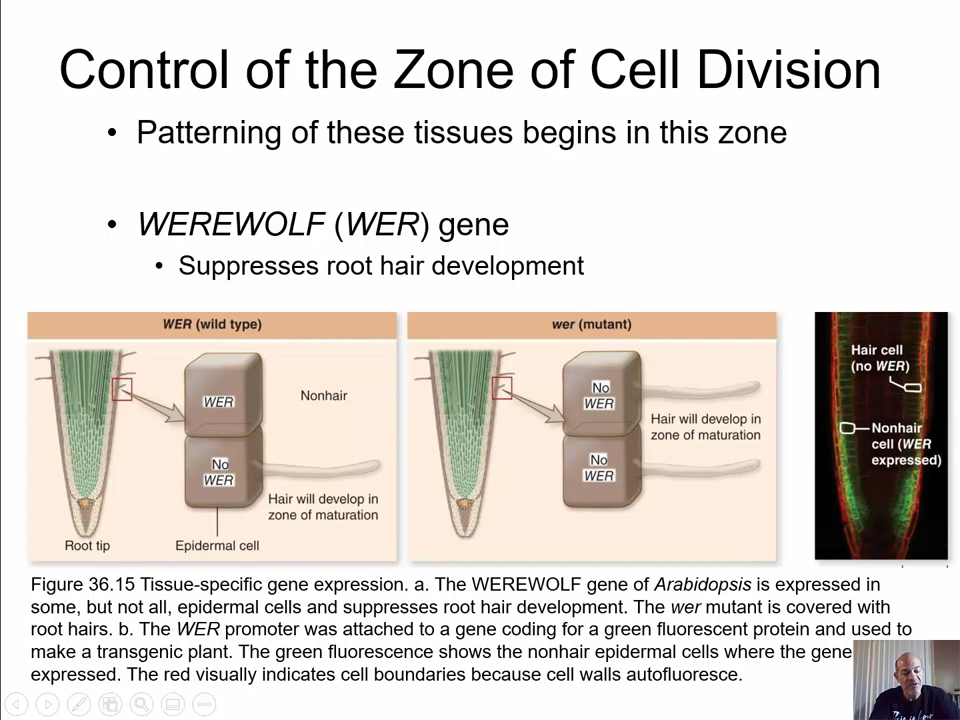 Control of the Zone of Cell Division
• Patterning of these tissues begins in this zone
• WEREWOLF (WER) gene
• Suppresses root hair development
WER (wild type)
WER
Nonhair
No
WER
Hair will develop in
zone of maturation
Root tip
Epidermal cell
wer (mutant)
No
WER
Hair will develop in
zone of maturation
No
WER
Hair cell
(no WER)
Nonhair
cell (WER
expressed)
Figure 36.15 Tissue-specific gene expression. a. The WEREWOLF gene of Arabidopsis is expressed in
some, but not all, epidermal cells and suppresses root hair development. The wer mutant is covered with
root hairs. b. The WER promoter was attached to a gene coding for a green fluorescent protein and used to
make a transgenic plant. The green fluorescence shows the nonhair epidermal cells where the gene
expressed. The red visually indicates cell boundaries because cell walls autofluoresce.